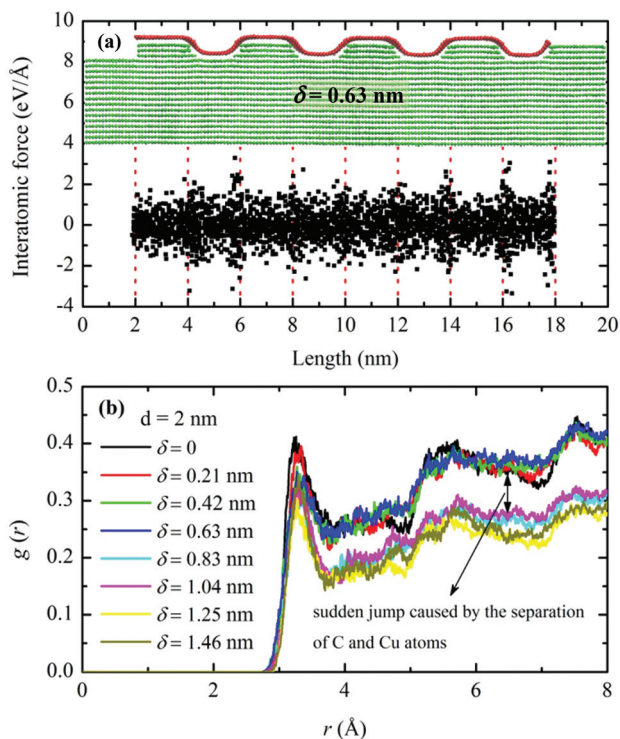 (a)
10
8
6
4
2
0
-2
-4
Interatomic force (eV/Å)
δ = 0.63 nm
0 2 4 6 8 10 12 14 16 18 20
Length (nm)
(b)
0.5
0.4
0.3
0.2
0.1
0.0
g (r)
d = 2 nm
δ = 0
δ = 0.21 nm
δ = 0.42 nm
δ = 0.63 nm
δ = 0.83 nm
δ = 1.04 nm
δ = 1.25 nm
δ = 1.46 nm
sudden jump caused by the separation
of C and Cu atoms
0 2 4 6 8
r (Å)